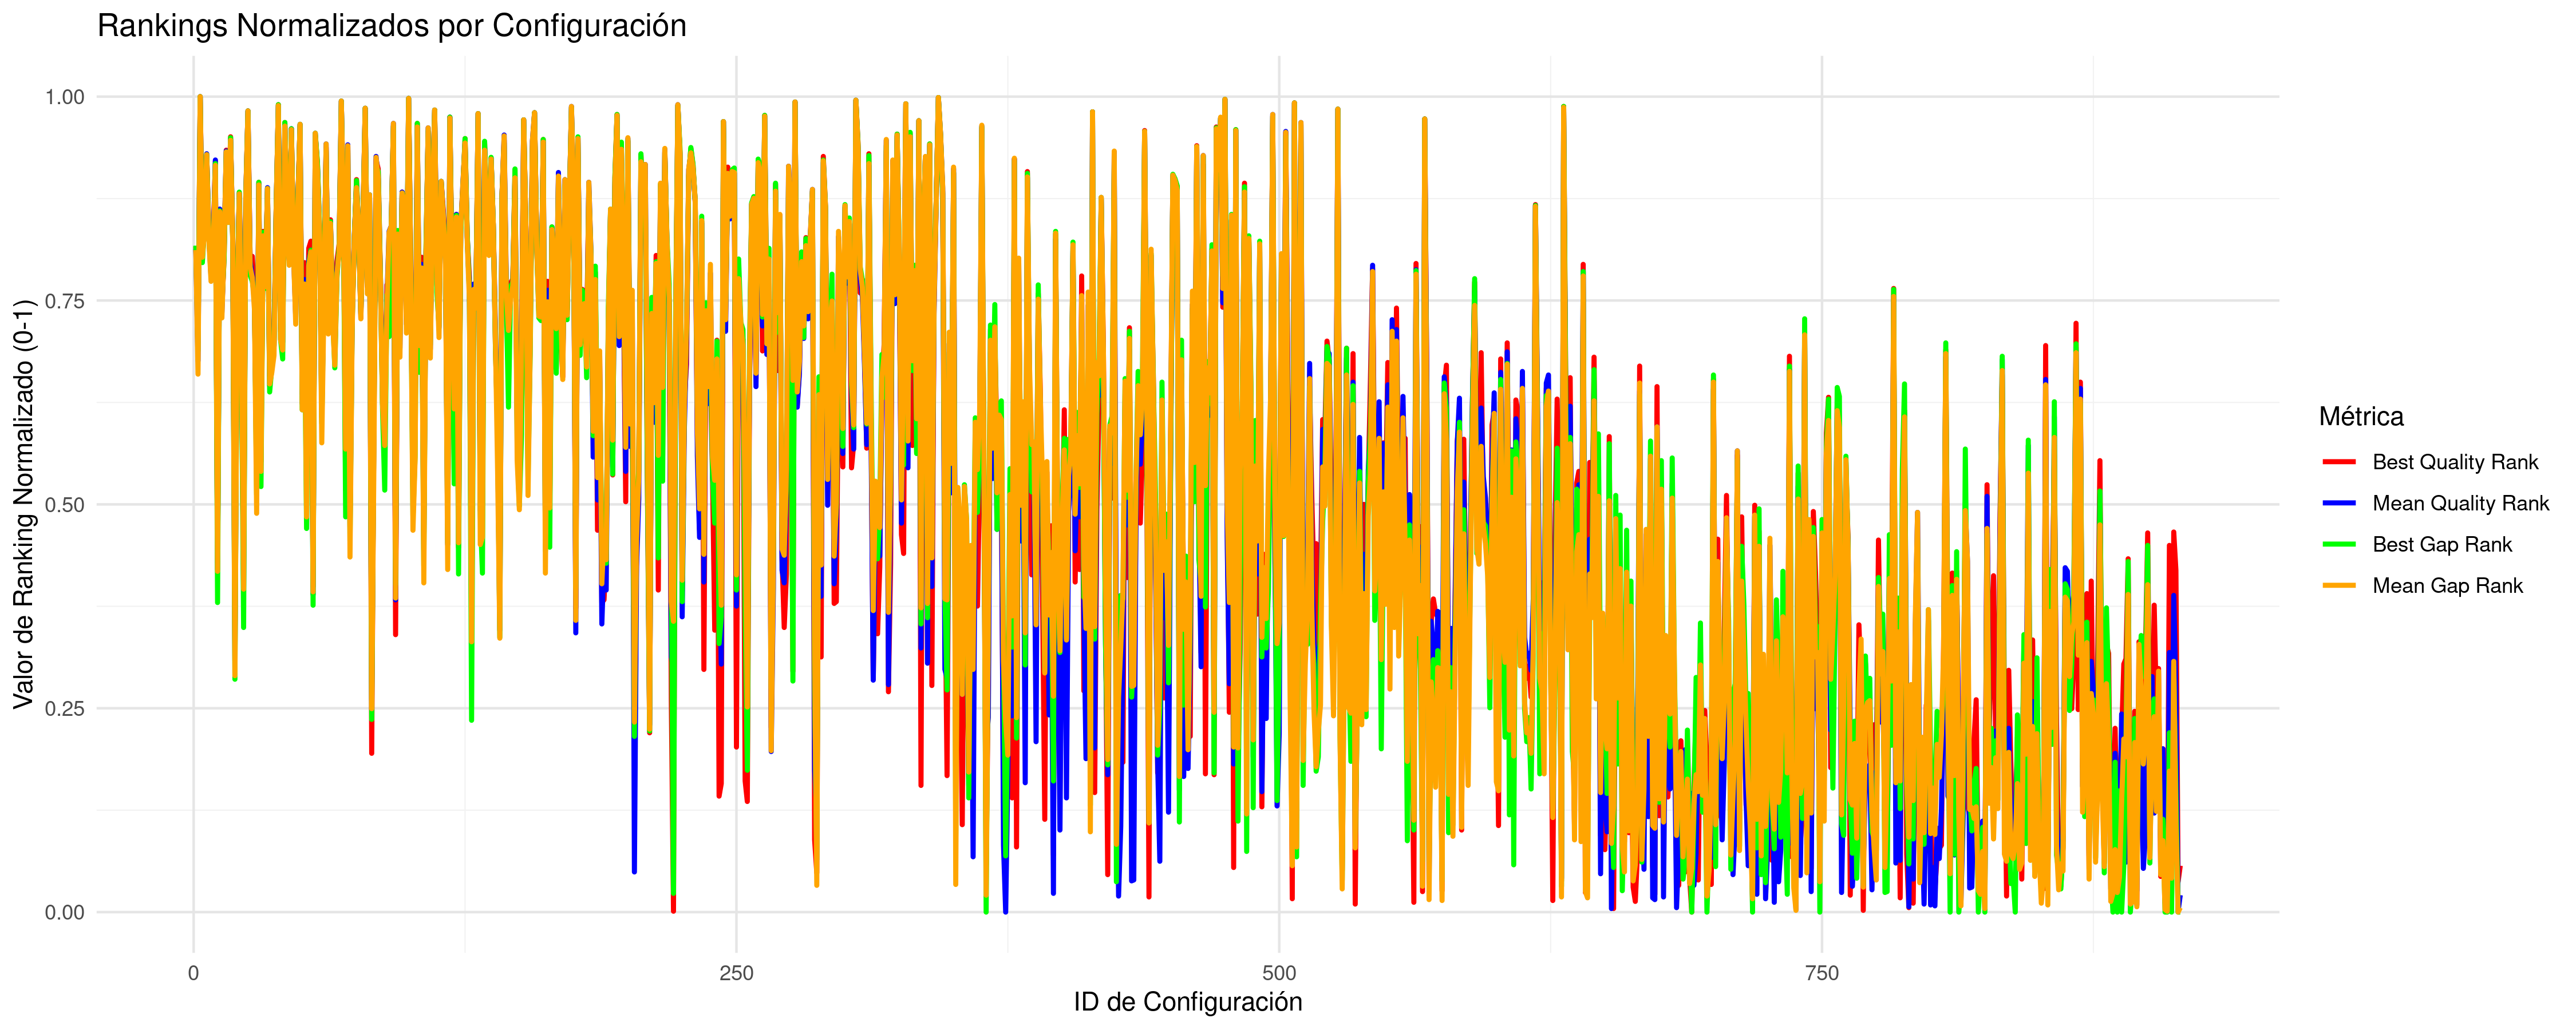 Rankings Normalizados por Configuración
Valor de Ranking Normalizado (0-1)
1.00
0.75
0.50
0.25
0.00
0
250
500
750
ID de Configuración
Métrica
Best Quality Rank
Mean Quality Rank
Best Gap Rank
Mean Gap Rank